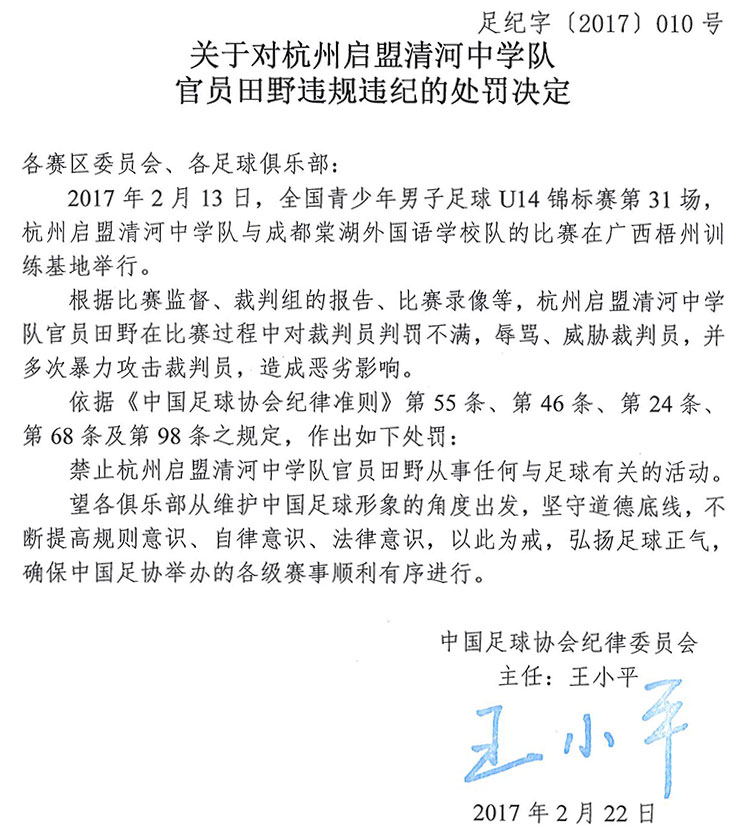 足纪字〔2017〕010 号
关于对杭州启盟清河中学队
官员田野违规违纪的处罚决定
各赛区委员会、各足球俱乐部：
2017 年 2 月 13 日，全国青少年男子足球 U14 锦标赛第 31 场，
杭州启盟清河中学队与成都棠湖外国语学校队的比赛在广西梧州训
练基地举行。
根据比赛监督、裁判组的报告、比赛录像等，杭州启盟清河中学
队官员田野在比赛过程中对裁判员判罚不满，辱骂、威胁裁判员，并
多次暴力攻击裁判员，造成恶劣影响。
依据《中国足球协会纪律准则》第 55 条、第 46 条、第 24 条、
第 68 条及第 98 条之规定，作出如下处罚：
禁止杭州启盟清河中学队官员田野从事任何与足球有关的活动。
望各俱乐部从维护中国足球形象的角度出发，坚守道德底线，不
断提高规则意识、自律意识、法律意识，以此为戒，弘扬足球正气，
确保中国足协举办的各级赛事顺利有序进行。
中国足球协会纪律委员会
主任：王小平
王小平
2017 年 2 月 22 日